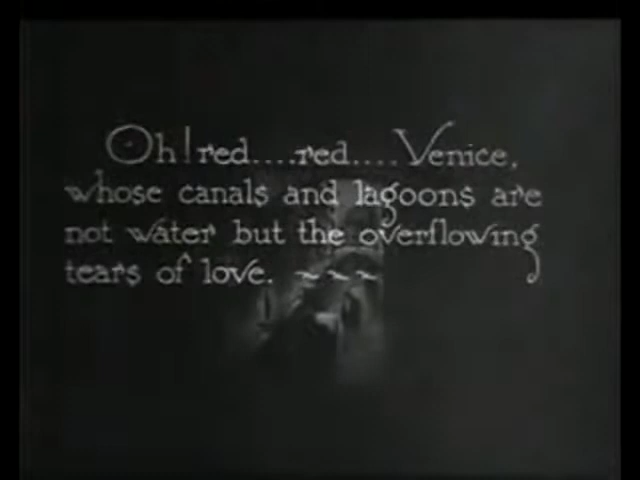 Oh! red....red....Venice,
whose canals and lagoons are
not water but the overflowing
tears of love. ~~~